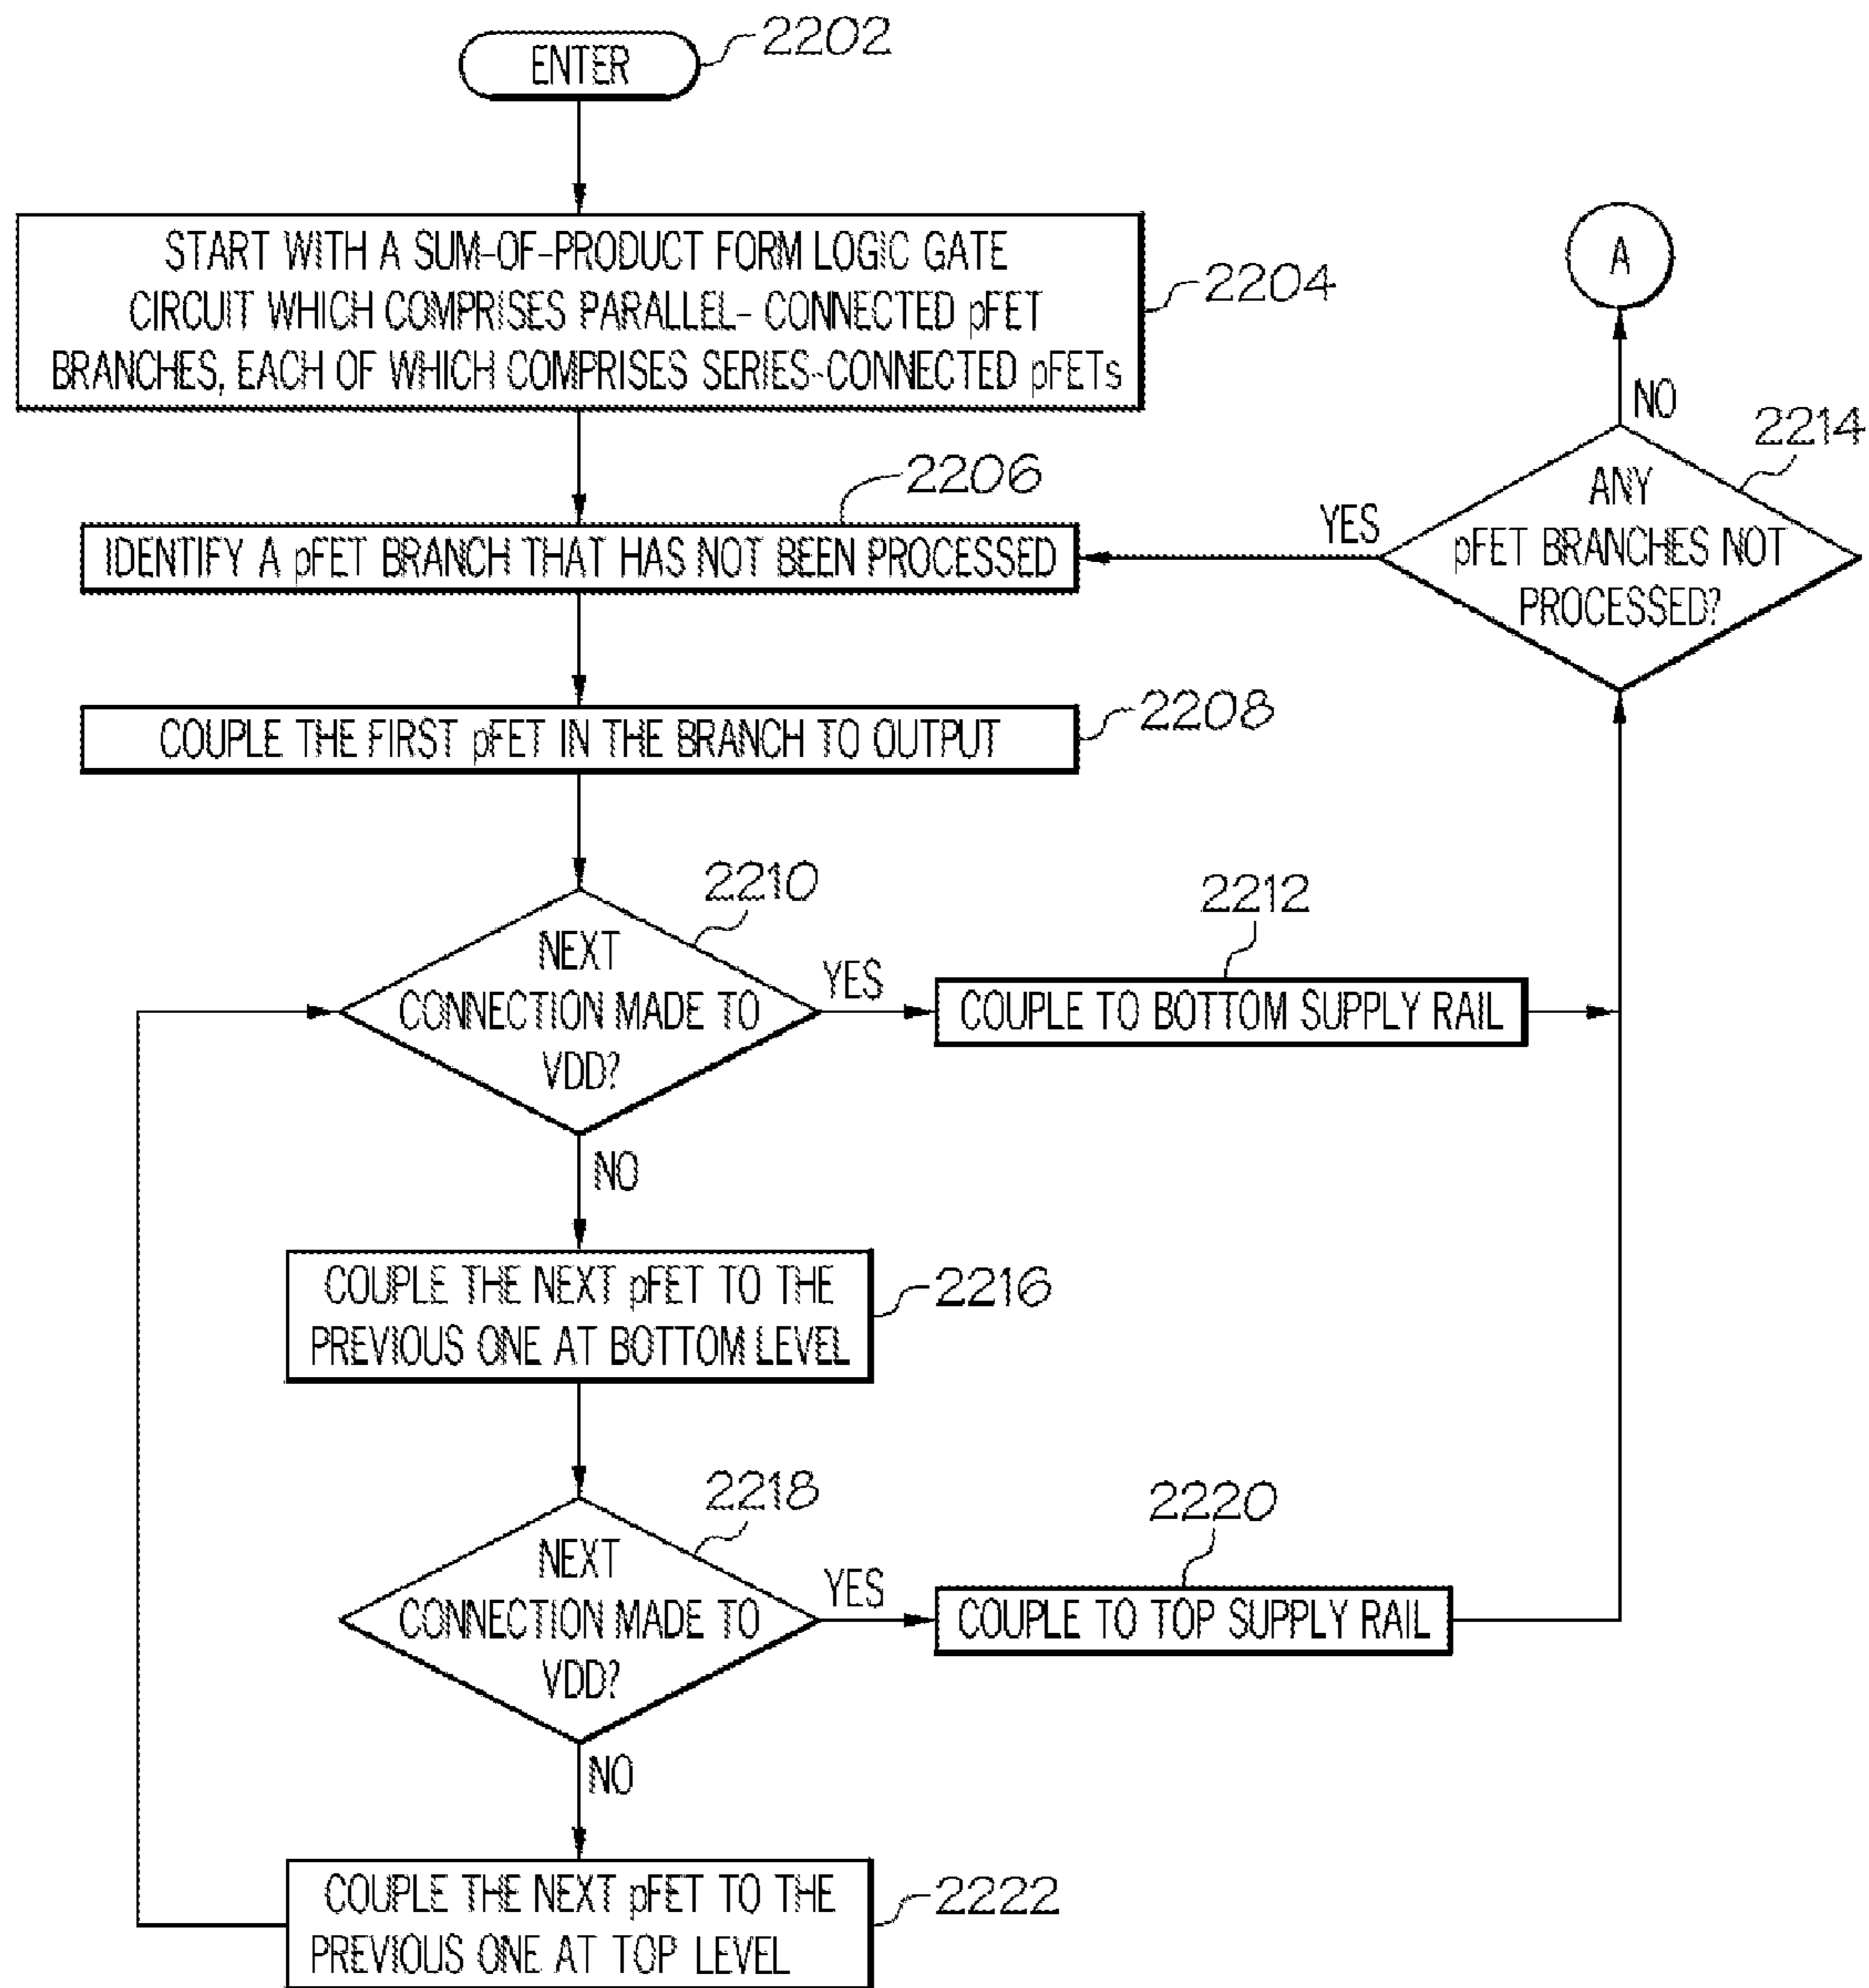 ENTER
2202
START WITH A SUM-OF-PRODUCT FORM LOGIC GATE
CIRCUIT WHICH COMPRISES PARALLEL- CONNECTED pFET
BRANCHES, EACH OF WHICH COMPRISES SERIES-CONNECTED pFETs
2204
A
NO
2214
ANY
pFET BRANCHES NOT
PROCESSED?
YES
2206
IDENTIFY A pFET BRANCH THAT HAS NOT BEEN PROCESSED
COUPLE THE FIRST pFET IN THE BRANCH TO OUTPUT
2208
2210
NEXT
CONNECTION MADE TO
VDD?
YES
2212
COUPLE TO BOTTOM SUPPLY RAIL
NO
COUPLE THE NEXT pFET TO THE
PREVIOUS ONE AT BOTTOM LEVEL
2216
2218
NEXT
CONNECTION MADE TO
VDD?
YES
2220
COUPLE TO TOP SUPPLY RAIL
NO
COUPLE THE NEXT pFET TO THE
PREVIOUS ONE AT TOP LEVEL
2222